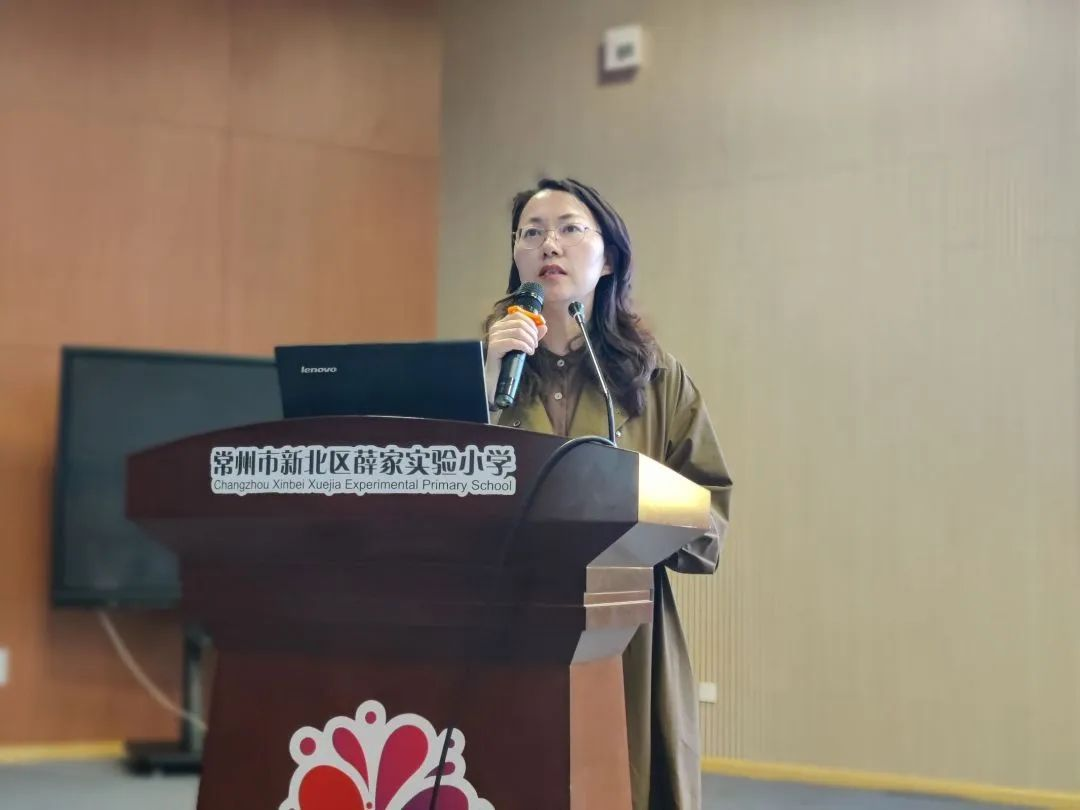 lenovo
常州市新北区薛家实验小学
Changzhou Xinbei Xuejia Experimental Primary School